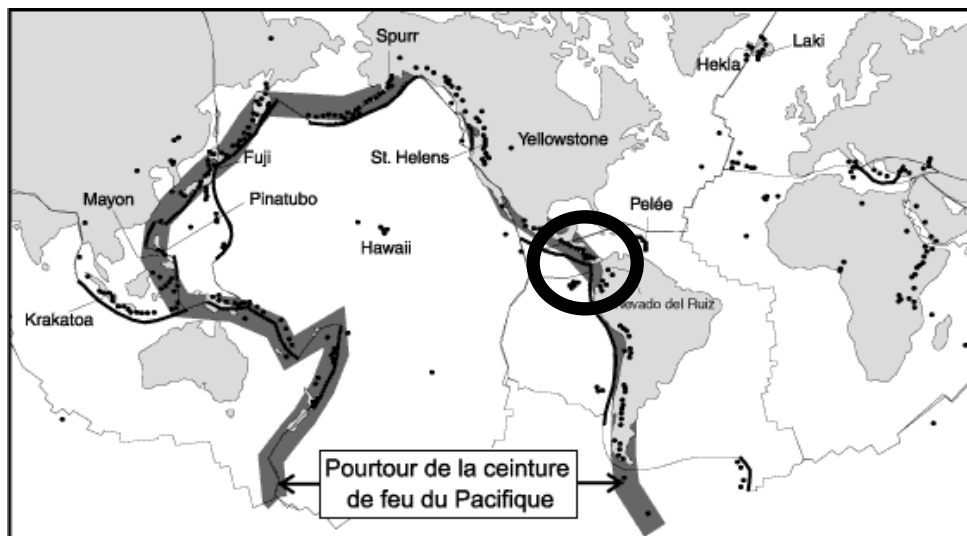 Spurr
Laki
Hekla
Yellowstone
Fuji
St. Helens
Mayon
Pinatubo
Pelée
Hawaii
Krakatoa
Nevado del Ruiz
Pourtour de la ceinture
de feu du Pacifique